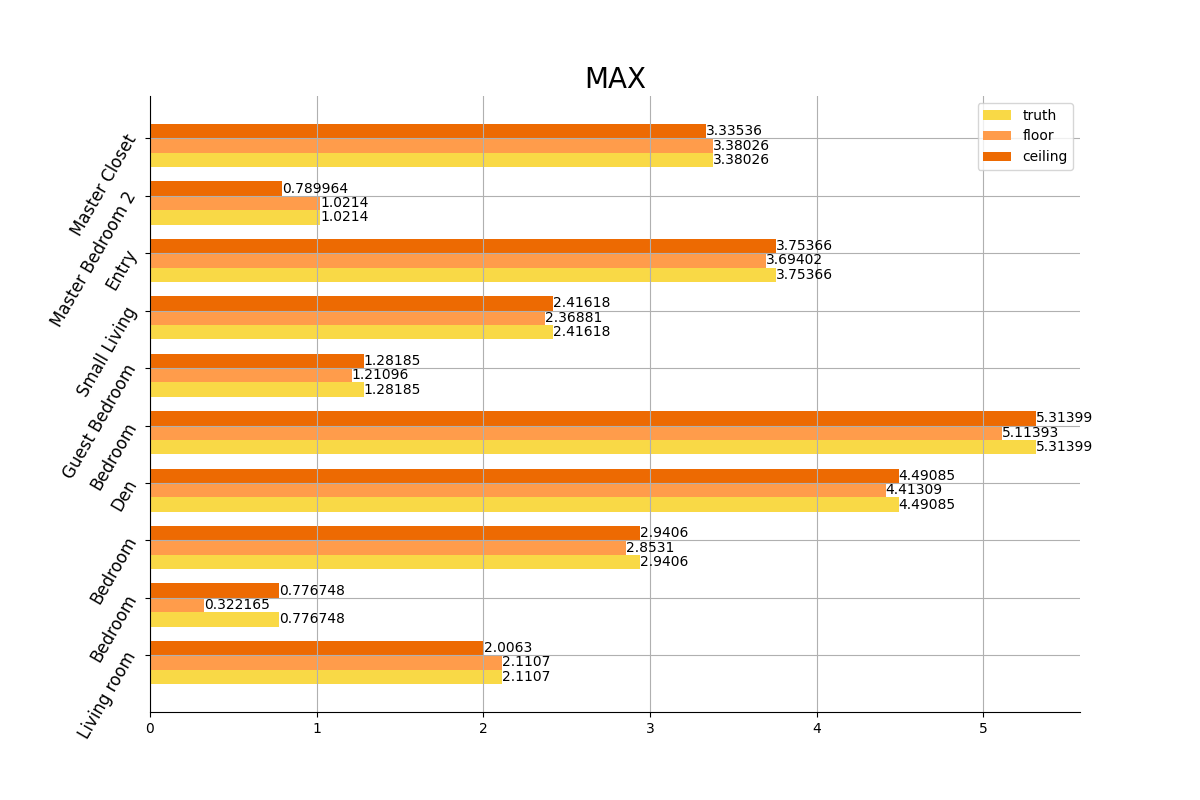 MAX
truth
floor
ceiling
Master Closet
3.33536
3.38026
3.38026
Master Bedroom 2
0.789964
1.0214
1.0214
Entry
3.75366
3.69402
3.75366
Small Living
2.41618
2.36881
2.41618
Guest Bedroom
1.28185
1.21096
1.28185
Bedroom
5.31399
5.11393
5.31399
Den
4.49085
4.41309
4.49085
Bedroom
2.9406
2.8531
2.9406
Bedroom
0.776748
0.322165
0.776748
Living room
2.0063
2.1107
2.1107
0 1 2 3 4 5